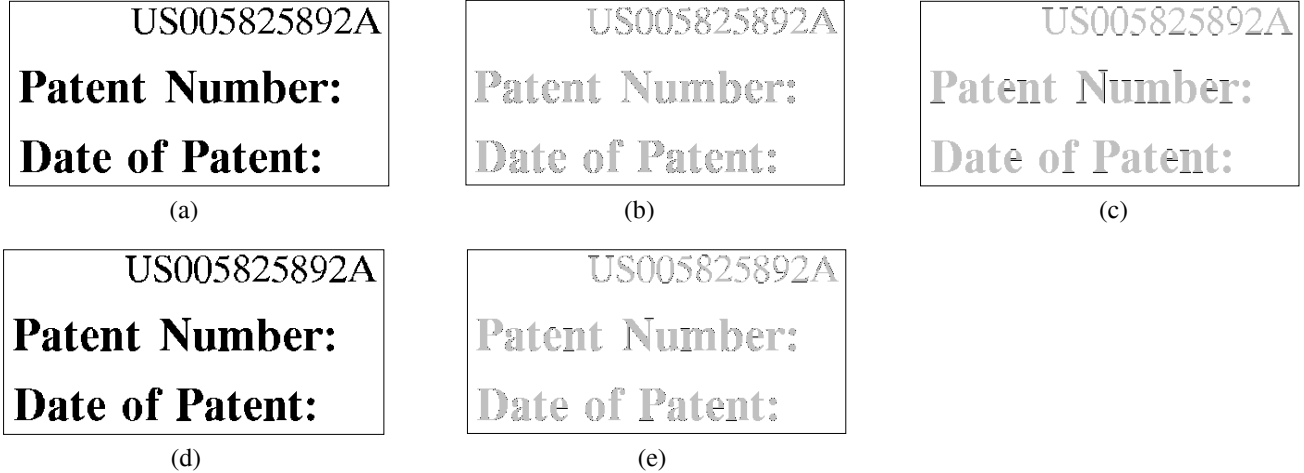 US005825892A
Patent Number:
Date of Patent:
(a)
US005825892A
Patent Number:
Date of Patent:
(b)
US005825892A
Patent Number:
Date of Patent:
(c)
US005825892A
Patent Number:
Date of Patent:
(d)
US005825892A
Patent Number:
Date of Patent:
(e)